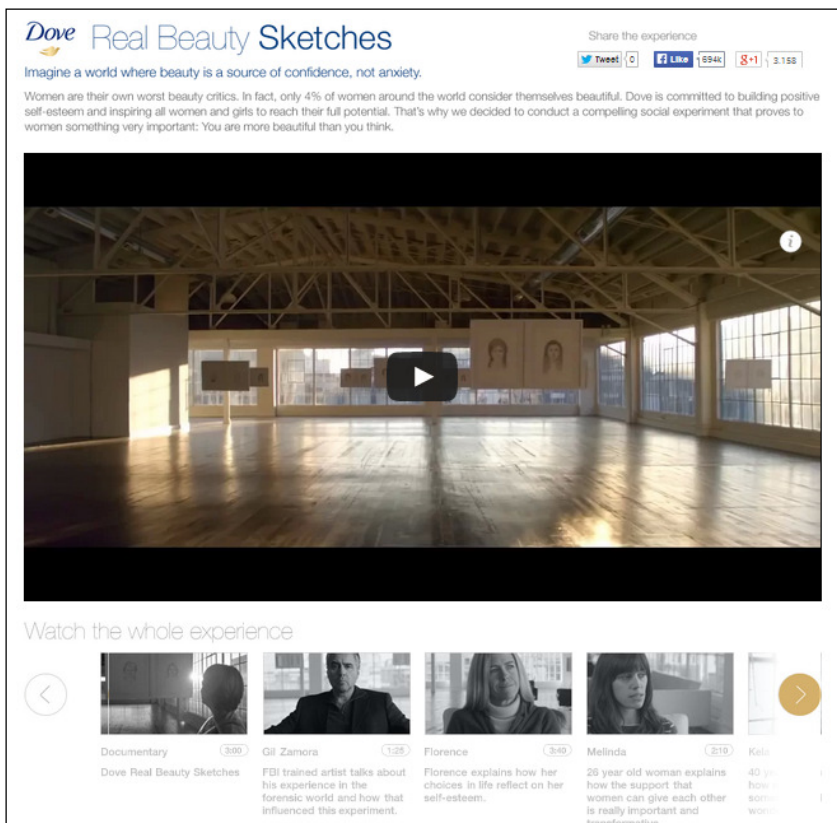 Dove Real Beauty Sketches
Share the experience
Tweet 0 Like 694k g+1 3.158
Imagine a world where beauty is a source of confidence, not anxiety.
Women are their own worst beauty critics. In fact, only 4% of women around the world consider themselves beautiful. Dove is committed to building positive
self-esteem and inspiring all women and girls to reach their full potential. That's why we decided to conduct a compelling social experiment that proves to
women something very important: You are more beautiful than you think.
i
Watch the whole experience
Documentary 3:00
Dove Real Beauty Sketches
Gil Zamora 1:25
FBI trained artist talks about
his experience in the
forensic world and how that
influenced this experiment.
Florence 3:40
Florence explains how her
choices in life reflect on her
self-esteem.
Melinda 2:10
26 year old woman explains
how the support that
women can give each other
is really important and
transformative.
Kela
40
how